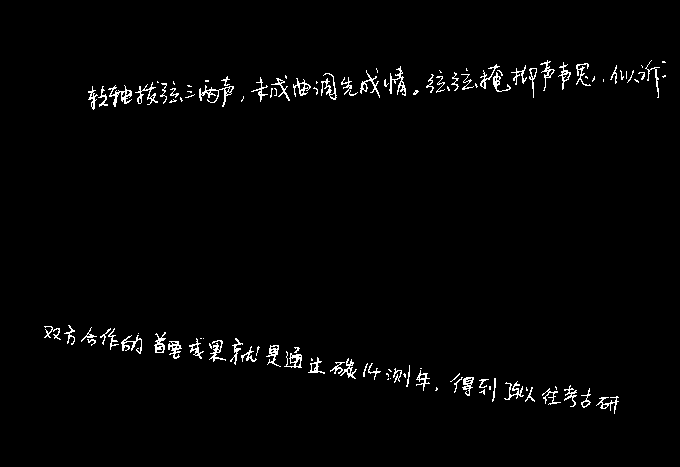 转轴拨弦三两声，未成曲调先成情。弦弦掩抑声声思，似诉
双方合作的首要成果就是通过碳14测年，得到了以往考古研